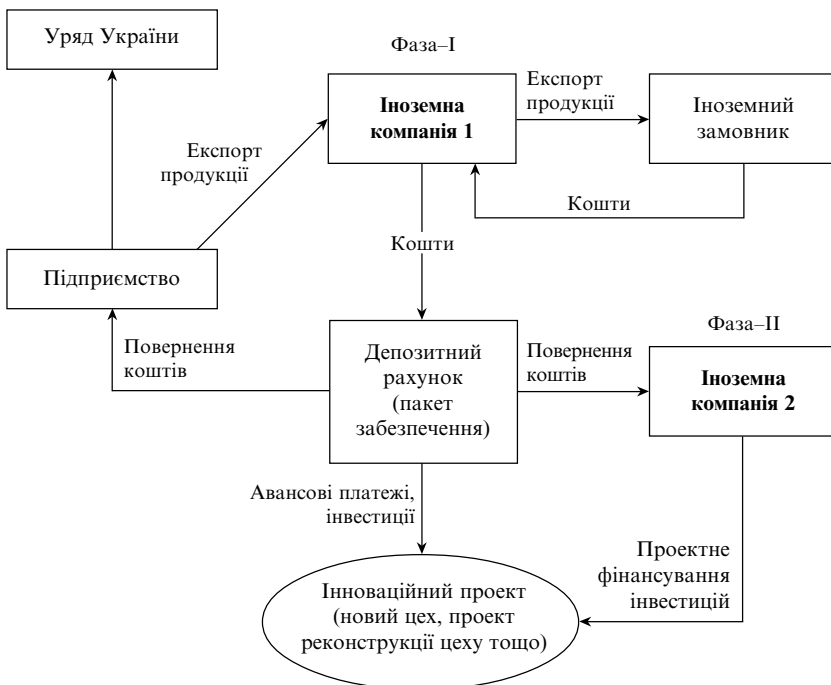 Уряд України
Фаза–I
Іноземна
компанія 1
Експорт
продукції
Іноземний
замовник
Експорт
продукції
Кошти
Кошти
Підприємство
Фаза–II
Повернення
коштів
Депозитний
рахунок
(пакет
забезпечення)
Повернення
коштів
Іноземна
компанія 2
Авансові платежі,
інвестиції
Проектне
фінансування
інвестицій
Інноваційний проект
(новий цех, проект
реконструкції цеху тощо)